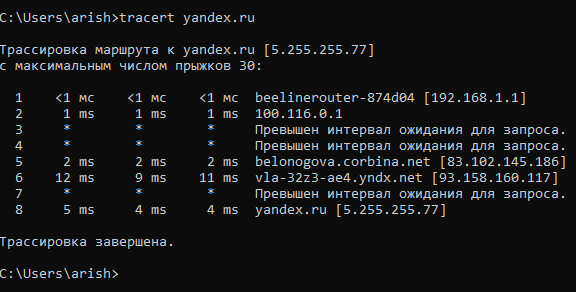 C:\Users\arish>tracert yandex.ru
Трассировка маршрута к yandex.ru [5.255.255.77]
с максимальным числом прыжков 30:
1 <1 мс <1 мс <1 мс beelinerouter-874d04 [192.168.1.1]
2 1 ms 1 ms 1 ms 100.116.0.1
3 * * * Превышен интервал ожидания для запроса.
4 * * * Превышен интервал ожидания для запроса.
5 2 ms 2 ms 2 ms belonogova.corbina.net [83.102.145.186]
6 12 ms 9 ms 11 ms vla-32z3-ae4.yndx.net [93.158.160.117]
7 * * * Превышен интервал ожидания для запроса.
8 5 ms 4 ms 4 ms yandex.ru [5.255.255.77]
Трассировка завершена.
C:\Users\arish>